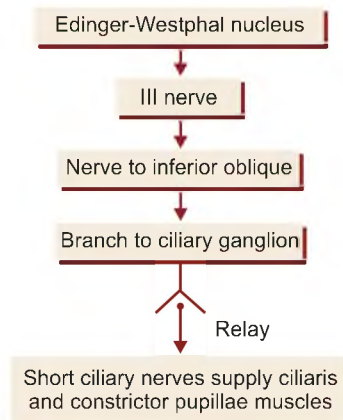 Edinger-Westphal nucleus
III nerve
Nerve to inferior oblique
Branch to ciliary ganglion
Relay
Short ciliary nerves supply ciliaris
and constrictor pupillae muscles